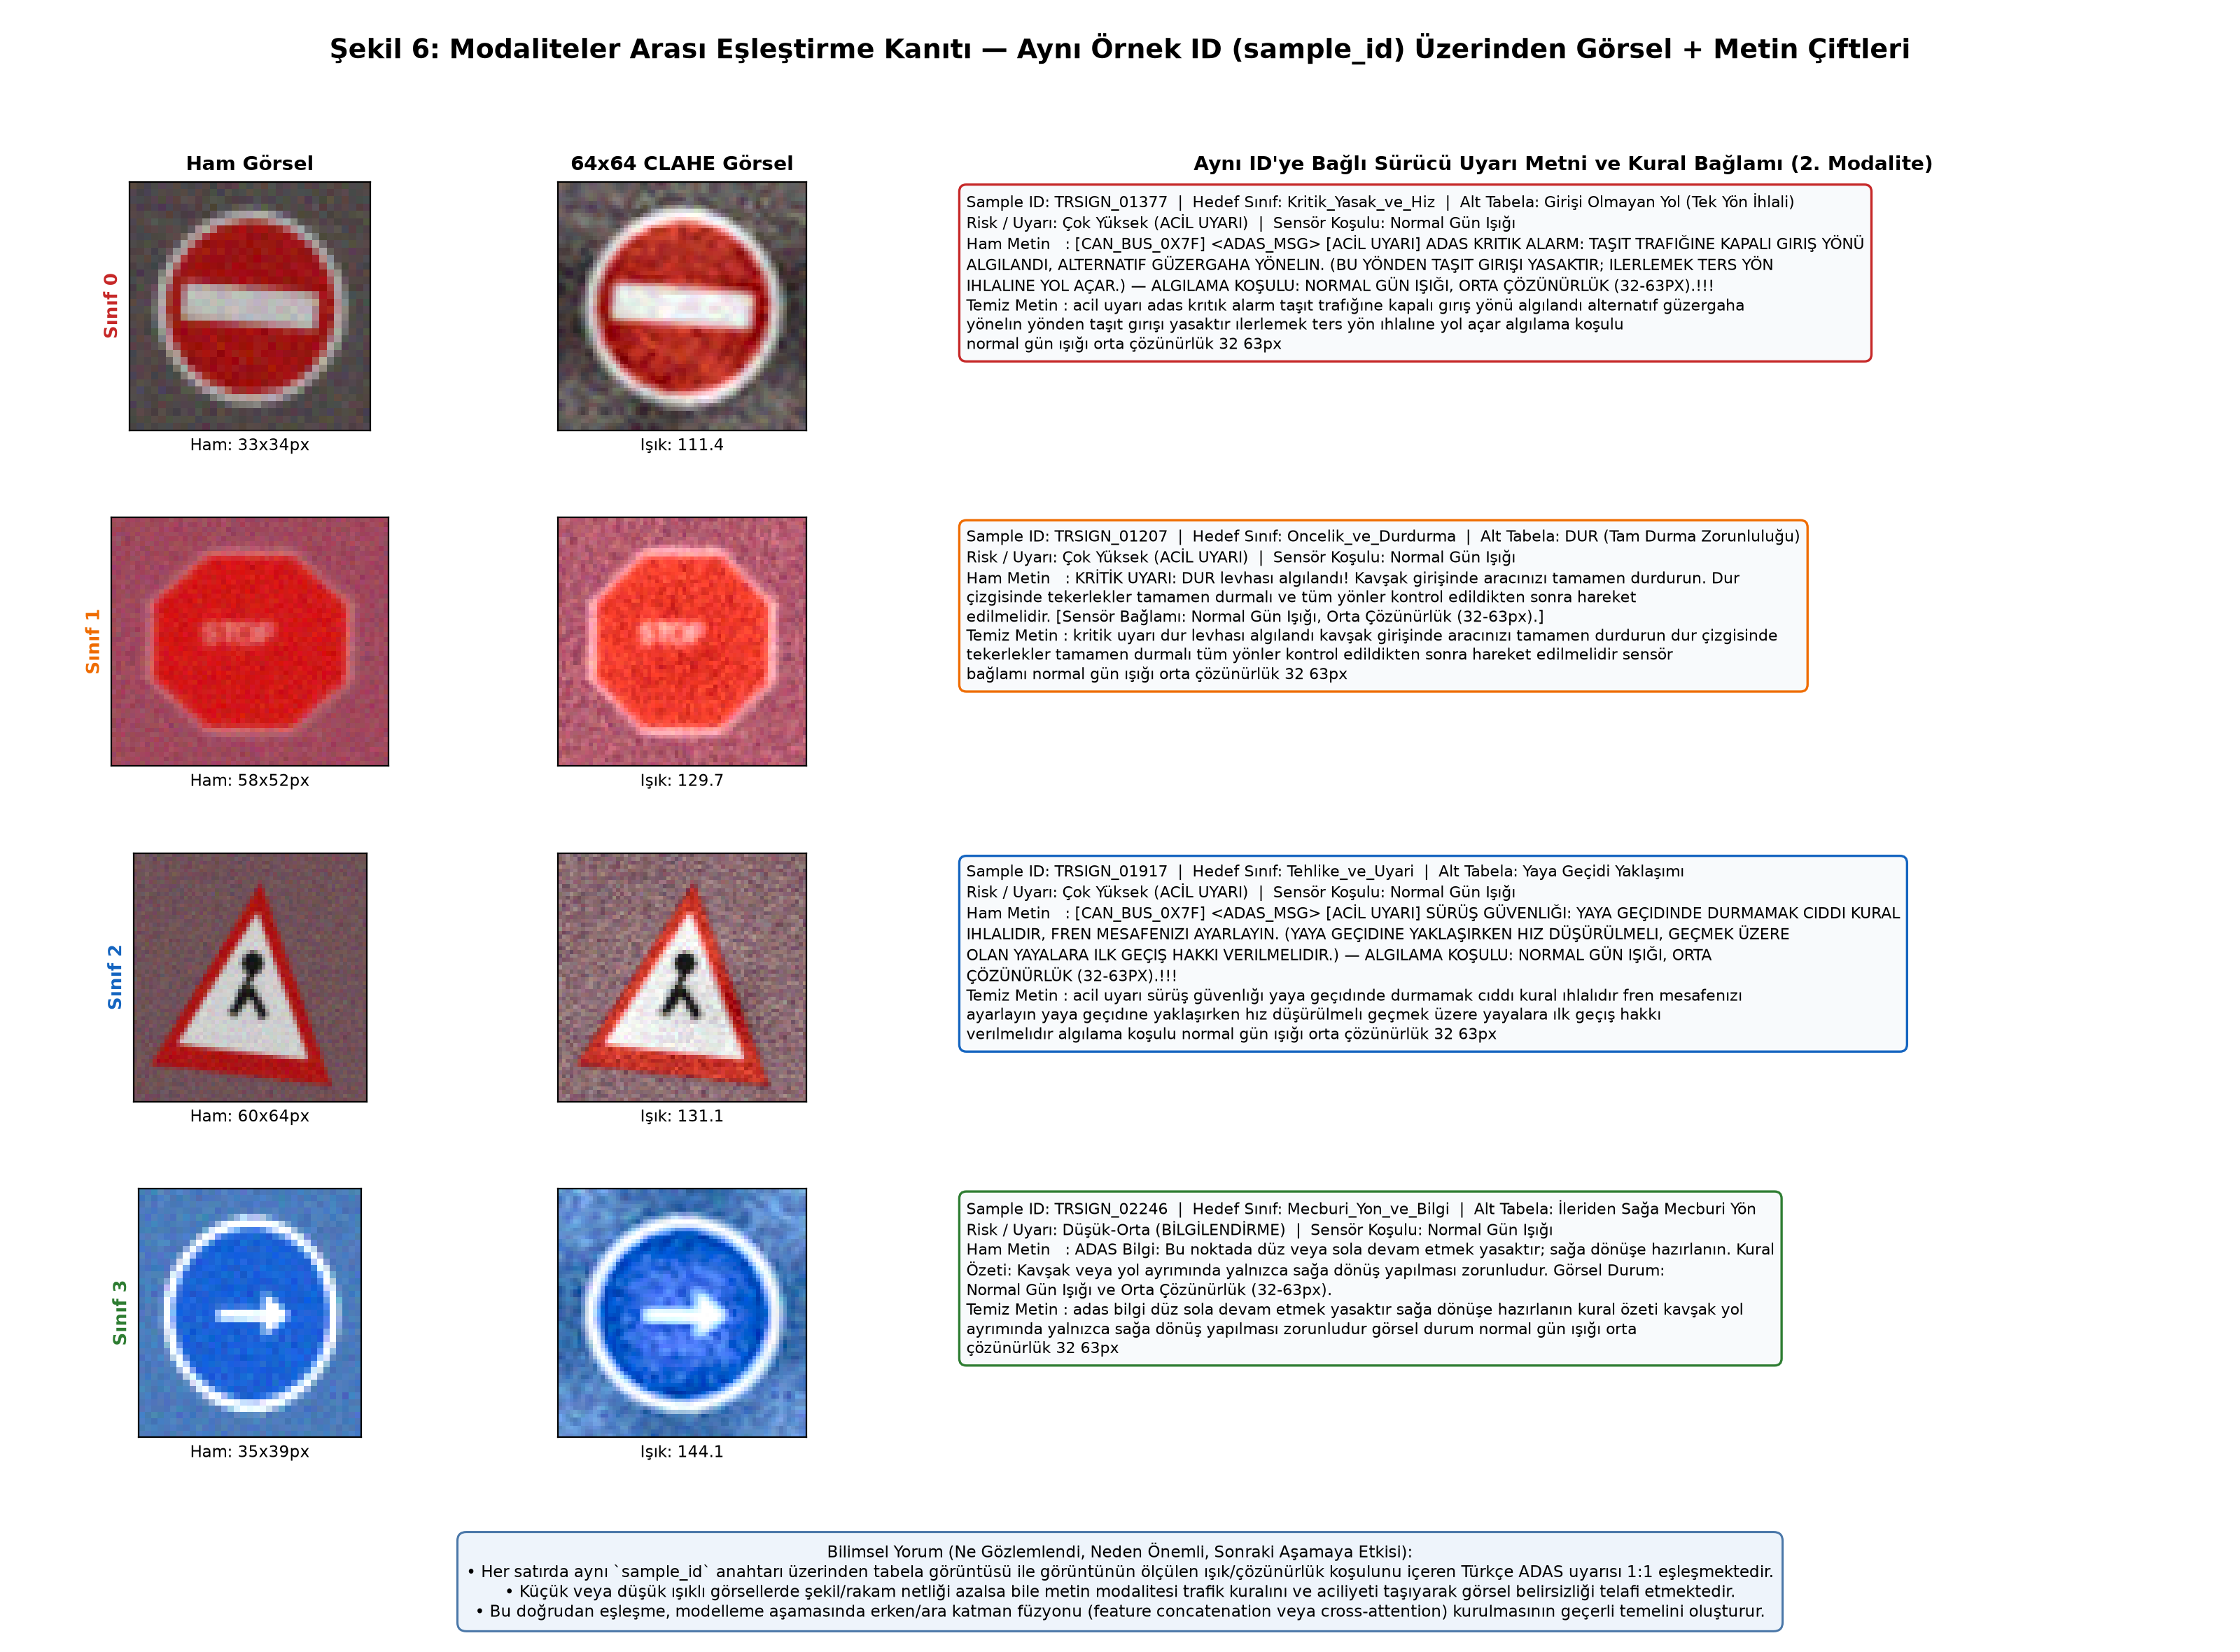 Şekil 6: Modaliteler Arası Eşleştirme Kanıtı — Aynı Örnek ID (sample_id) Üzerinden Görsel + Metin Çiftleri
Ham Görsel
64x64 CLAHE Görsel
Aynı ID'ye Bağlı Sürücü Uyarı Metni ve Kural Bağlamı (2. Modalite)
Sınıf 0
Ham: 33x34px
Işık: 111.4
Sample ID: TRSIGN_01377 | Hedef Sınıf: Kritik_Yasak_ve_Hiz | Alt Tabela: Girişi Olmayan Yol (Tek Yön İhlali)
Risk / Uyarı: Çok Yüksek (ACİL UYARI) | Sensör Koşulu: Normal Gün Işığı
Ham Metin : [CAN_BUS_0X7F] <ADAS_MSG> [ACİL UYARI] ADAS KRITIK ALARM: TAŞIT TRAFIĞINE KAPALI GIRIŞ YÖNÜ
ALGILANDI, ALTERNATIF GÜZERGAHA YÖNELIN. (BU YÖNDEN TAŞIT GIRIŞI YASAKTIR; ILERLEMEK TERS YÖN
IHLALINE YOL AÇAR.) — ALGILAMA KOŞULU: NORMAL GÜN IŞIĞI, ORTA ÇÖZÜNÜRLÜK (32-63PX).!!!
Temiz Metin : acil uyarı adas krıtık alarm taşıt trafığıne kapalı gırış yönü algılandı alternatıf güzergaha
yönelın yönden taşıt gırışı yasaktır ılerlemek ters yön ıhlalıne yol açar algılama koşulu
normal gün ışığı orta çözünürlük 32 63px
Sınıf 1
STOP
Ham: 58x52px
STOP
Işık: 129.7
Sample ID: TRSIGN_01207 | Hedef Sınıf: Oncelik_ve_Durdurma | Alt Tabela: DUR (Tam Durma Zorunluluğu)
Risk / Uyarı: Çok Yüksek (ACİL UYARI) | Sensör Koşulu: Normal Gün Işığı
Ham Metin : KRİTİK UYARI: DUR levhası algılandı! Kavşak girişinde aracınızı tamamen durdurun. Dur
çizgisinde tekerlekler tamamen durmalı ve tüm yönler kontrol edildikten sonra hareket
edilmelidir. [Sensör Bağlamı: Normal Gün Işığı, Orta Çözünürlük (32-63px).]
Temiz Metin : kritik uyarı dur levhası algılandı kavşak girişinde aracınızı tamamen durdurun dur çizgisinde
tekerlekler tamamen durmalı tüm yönler kontrol edildikten sonra hareket edilmelidir sensör
bağlamı normal gün ışığı orta çözünürlük 32 63px
Sınıf 2
Ham: 60x64px
Işık: 131.1
Sample ID: TRSIGN_01917 | Hedef Sınıf: Tehlike_ve_Uyari | Alt Tabela: Yaya Geçidi Yaklaşımı
Risk / Uyarı: Çok Yüksek (ACİL UYARI) | Sensör Koşulu: Normal Gün Işığı
Ham Metin : [CAN_BUS_0X7F] <ADAS_MSG> [ACİL UYARI] SÜRÜŞ GÜVENLIĞI: YAYA GEÇIDINDE DURMAMAK CIDDI KURAL
IHLALIDIR, FREN MESAFENIZI AYARLAYIN. (YAYA GEÇIDINE YAKLAŞIRKEN HIZ DÜŞÜRÜLMELI, GEÇMEK ÜZERE
OLAN YAYALARA ILK GEÇIŞ HAKKI VERILMELIDIR.) — ALGILAMA KOŞULU: NORMAL GÜN IŞIĞI, ORTA
ÇÖZÜNÜRLÜK (32-63PX).!!!
Temiz Metin : acil uyarı sürüş güvenlığı yaya geçıdınde durmamak cıddı kural ıhlalıdır fren mesafenızı
ayarlayın yaya geçıdıne yaklaşırken hız düşürülmelı geçmek üzere yayalara ılk geçış hakkı
verılmelıdır algılama koşulu normal gün ışığı orta çözünürlük 32 63px
Sınıf 3
Ham: 35x39px
Işık: 144.1
Sample ID: TRSIGN_02246 | Hedef Sınıf: Mecburi_Yon_ve_Bilgi | Alt Tabela: İleriden Sağa Mecburi Yön
Risk / Uyarı: Düşük-Orta (BİLGİLENDİRME) | Sensör Koşulu: Normal Gün Işığı
Ham Metin : ADAS Bilgi: Bu noktada düz veya sola devam etmek yasaktır; sağa dönüşe hazırlanın. Kural
Özeti: Kavşak veya yol ayrımında yalnızca sağa dönüş yapılması zorunludur. Görsel Durum:
Normal Gün Işığı ve Orta Çözünürlük (32-63px).
Temiz Metin : adas bilgi düz sola devam etmek yasaktır sağa dönüşe hazırlanın kural özeti kavşak yol
ayrımında yalnızca sağa dönüş yapılması zorunludur görsel durum normal gün ışığı orta
çözünürlük 32 63px
Bilimsel Yorum (Ne Gözlemlendi, Neden Önemli, Sonraki Aşamaya Etkisi):
• Her satırda aynı `sample_id` anahtarı üzerinden tabela görüntüsü ile görüntünün ölçülen ışık/çözünürlük koşulunu içeren Türkçe ADAS uyarısı 1:1 eşleşmektedir.
• Küçük veya düşük ışıklı görsellerde şekil/rakam netliği azalsa bile metin modalitesi trafik kuralını ve aciliyeti taşıyarak görsel belirsizliği telafi etmektedir.
• Bu doğrudan eşleşme, modelleme aşamasında erken/ara katman füzyonu (feature concatenation veya cross-attention) kurulmasının geçerli temelini oluşturur.